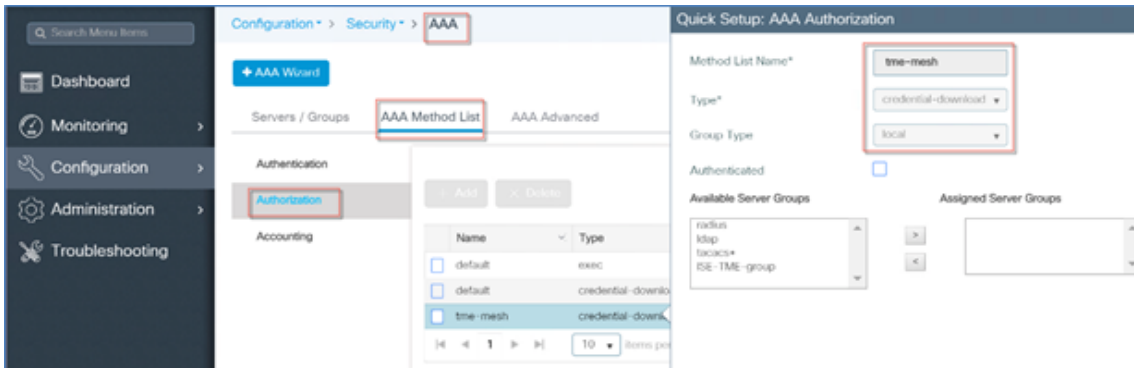 Search Menu Items
Dashboard
Monitoring
Configuration
Administration
Troubleshooting
Configuration > Security > AAA
+ AAA Wizard
Servers / Groups AAA Method List AAA Advanced
Authentication
Authorization
Accounting
+ Add × Delete
Name Type
default exec
default credential-downlo
tme-mesh credential-down
1 10 items per
Quick Setup: AAA Authorization
Method List Name* tme-mesh
Type* credential-download
Group Type local
Authenticated
Available Server Groups Assigned Server Groups
radius
ldap
tacacs+
ISE-TME-group
> 
<